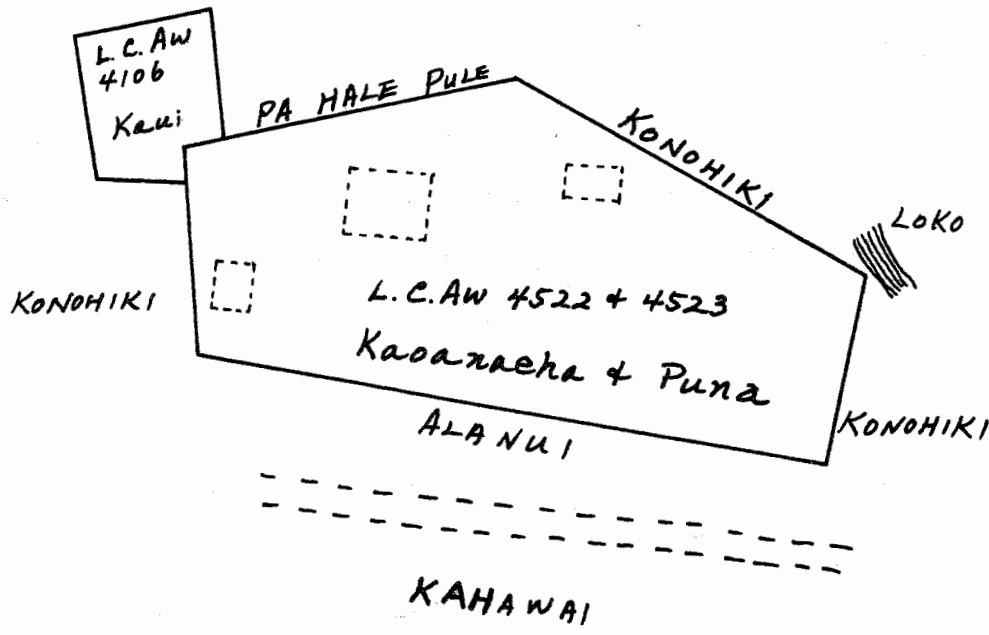 L.C. Aw
4106
Kaui
PA HALE PULE
KONOHIKI
LOKO
KONOHIKI
L.C. Aw 4522 & 4523
Kaoanaeha & Puna
ALANUI
KONOHIKI
KAHAWAI